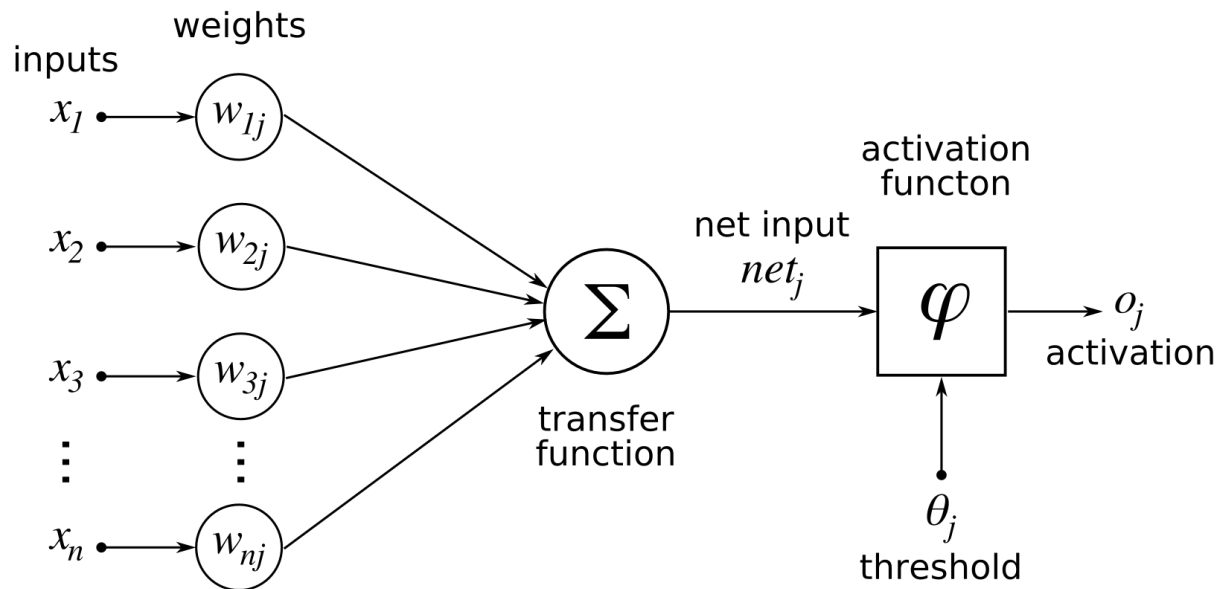 weights
inputs
x₁
w₁ⱼ
x₂
w₂ⱼ
x₃
w₃ⱼ
⋮
⋮
xₙ
wₙⱼ
Σ
transfer
function
net input
netⱼ
activation
functon
φ
oⱼ
activation
θⱼ
threshold